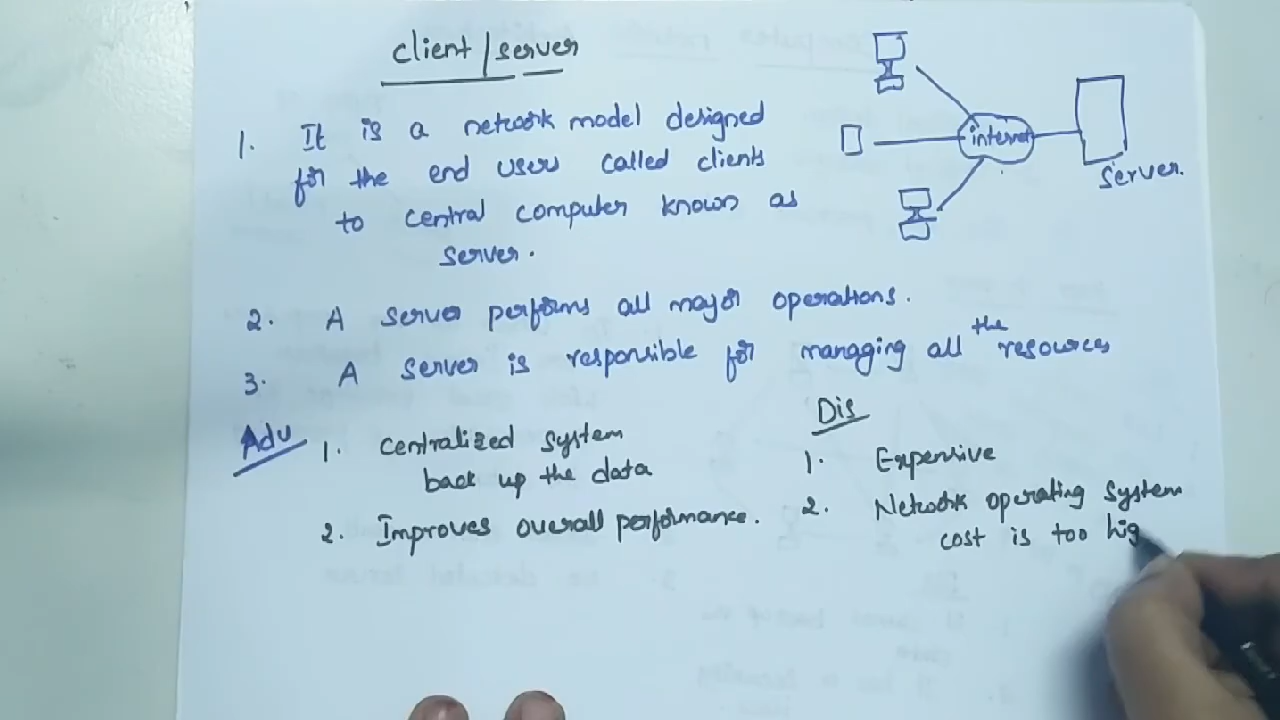 client/server
1. It is a network model designed
for the end users called clients
to central computer known as
server.
internet
server.
2. A server performs all major operations.
3. A server is responsible for managing all the resources
Adv
1. Centralized system
back up the data
2. Improves overall performance.
Dis
1. Expensive
2. Network operating system
cost is too hig